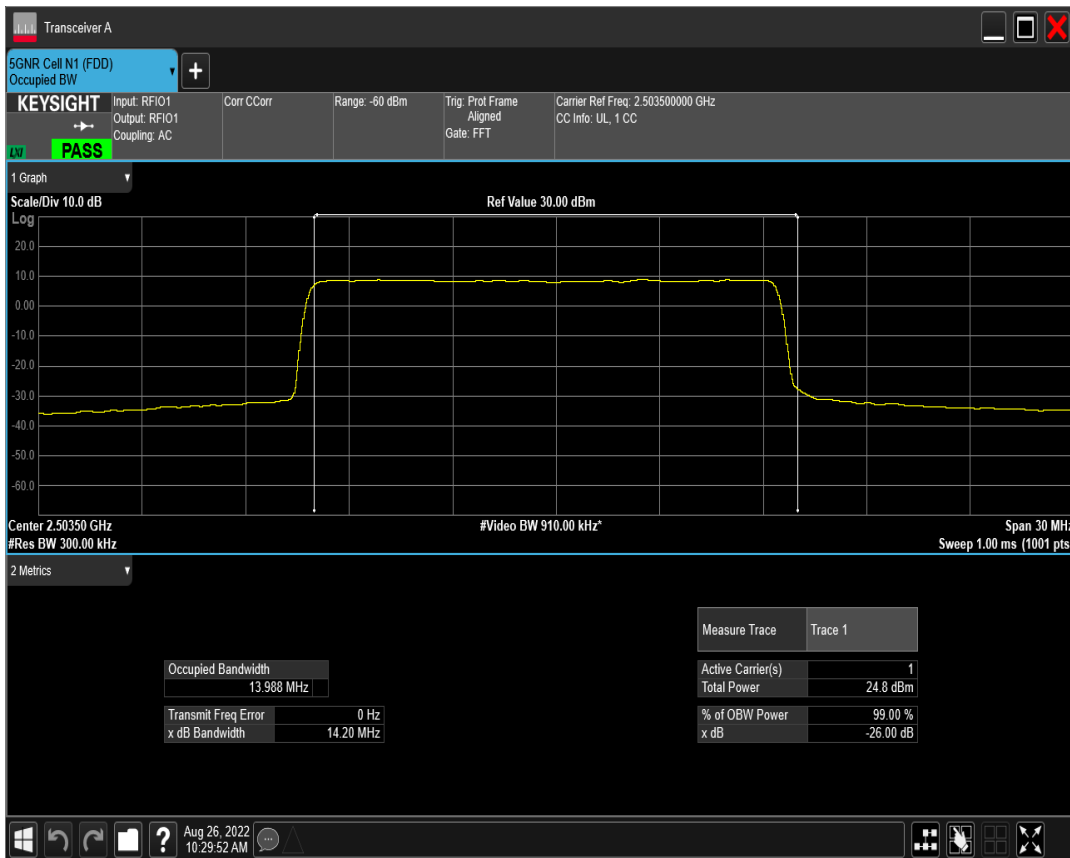 Transceiver A
5GNR Cell N1 (FDD)
Occupied BW
+
KEYSIGHT
LXI
PASS
Input: RFIO1
Output: RFIO1
Coupling: AC
Corr CCorr
Range: -60 dBm
Trig: Prot Frame
Aligned
Gate: FFT
Carrier Ref Freq: 2.503500000 GHz
CC Info: UL, 1 CC
1 Graph
Scale/Div 10.0 dB
Ref Value 30.00 dBm
Log
20.0
10.0
0.00
-10.0
-20.0
-30.0
-40.0
-50.0
-60.0
Center 2.50350 GHz
#Video BW 910.00 kHz*
Span 30 MHz
#Res BW 300.00 kHz
Sweep 1.00 ms (1001 pts
2 Metrics
Measure Trace Trace 1
Occupied Bandwidth
13.988 MHz
Active Carrier(s) 1
Total Power 24.8 dBm
Transmit Freq Error 0 Hz
x dB Bandwidth 14.20 MHz
% of OBW Power 99.00 %
x dB -26.00 dB
?
Aug 26, 2022
10:29:52 AM